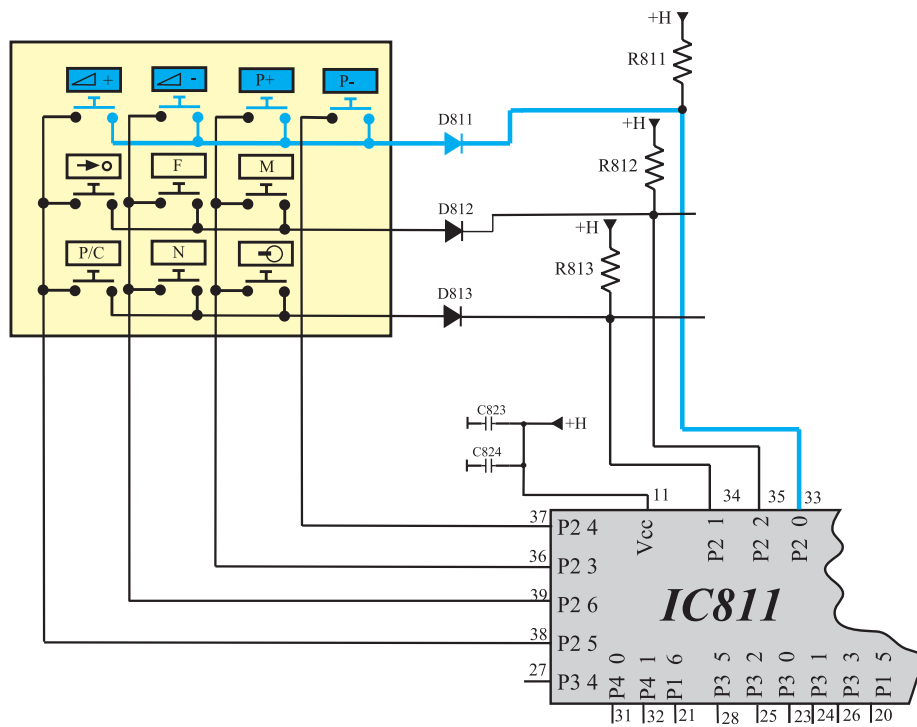 +H
R811
+ - P+ P-
D811
+H
R812
F M
D812
+H
P/C N
R813
D813
C823
+H
C824
11 34 35 33
37 P2 4 Vcc P2 1 P2 2 P2 0
36 P2 3
39 P2 6
IC811
38 P2 5
27 P3 4 P4 0 P4 1 P1 6 P3 5 P3 2 P3 0 P3 1 P3 3 P1 5
31 32 21 28 25 23 24 26 20